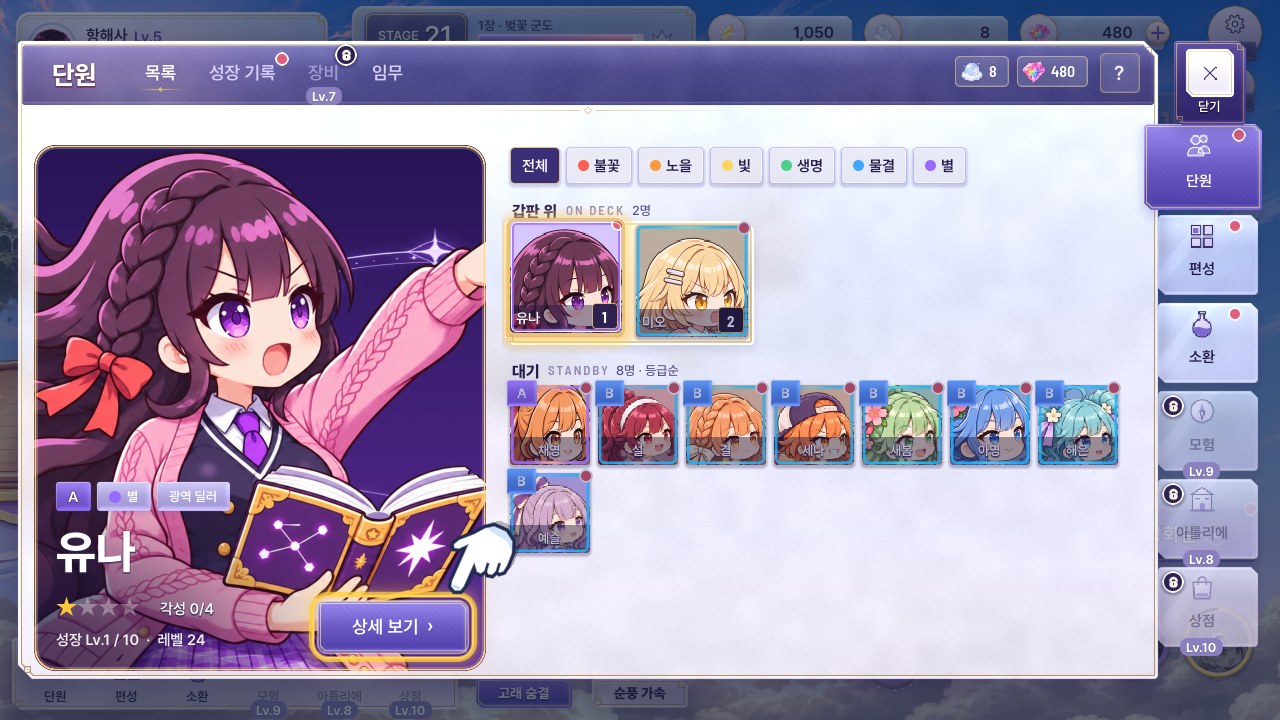 항해사 Lv.5
STAGE 21
1장 · 벚꽃 군도
1,050
8
480
단원
목록
성장 기록
장비
Lv.7
임무
8
480
?
닫기
전체
불꽃
노을
빛
생명
물결
별
갑판 위 ON DECK 2명
유나
1
미오
2
대기 STANDBY 8명 · 등급순
A
재영
B
설
B
결
B
세나
B
새봄
B
아영
B
해은
B
예슬
A
별
광역 딜러
유나
각성 0/4
성장 Lv.1 / 10 · 레벨 24
상세 보기 ›
단원
편성
소환
모험
Lv.9
아틀리에
Lv.8
상점
Lv.10
단원
편성
소환
모험
Lv.9
아틀리에
Lv.8
상점
Lv.10
고래 숨결
순풍 가속